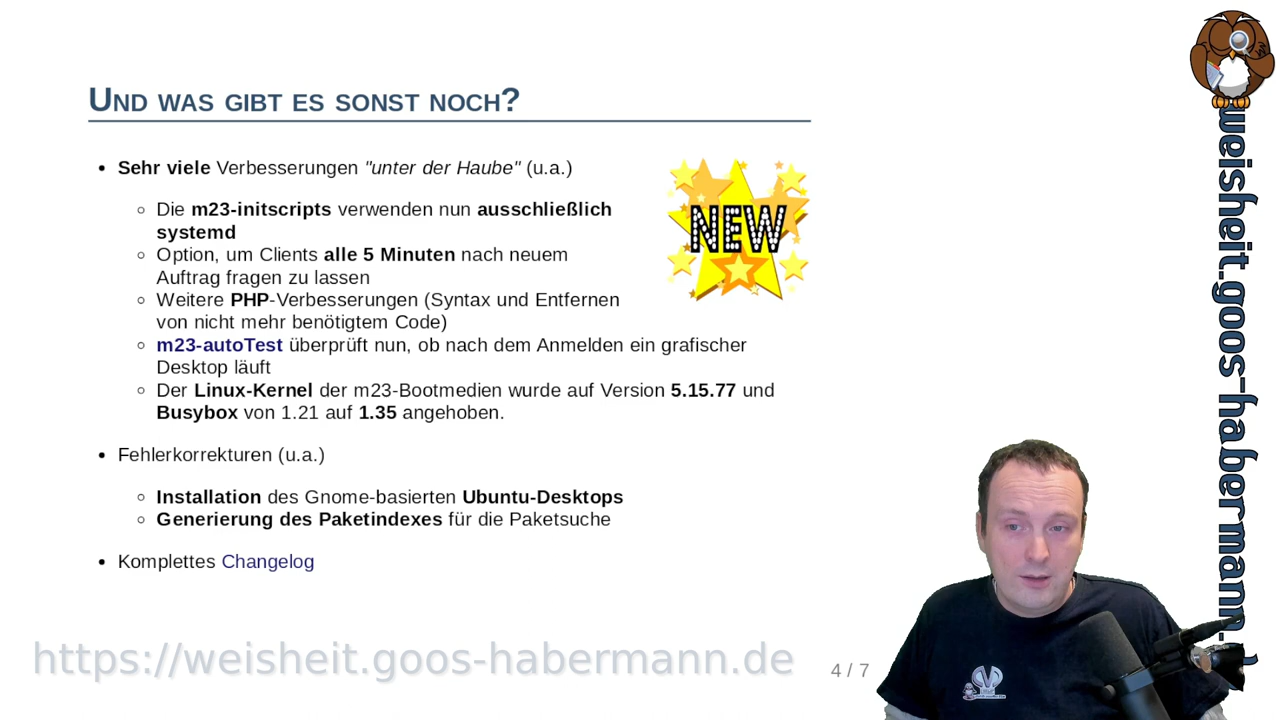 Und was gibt es sonst noch?
• Sehr viele Verbesserungen "unter der Haube" (u.a.)
◦ Die m23-initscripts verwenden nun ausschließlich
systemd
◦ Option, um Clients alle 5 Minuten nach neuem
Auftrag fragen zu lassen
◦ Weitere PHP-Verbesserungen (Syntax und Entfernen
von nicht mehr benötigtem Code)
◦ m23-autoTest überprüft nun, ob nach dem Anmelden ein grafischer
Desktop läuft
◦ Der Linux-Kernel der m23-Bootmedien wurde auf Version 5.15.77 und
Busybox von 1.21 auf 1.35 angehoben.
NEW
• Fehlerkorrekturen (u.a.)
◦ Installation des Gnome-basierten Ubuntu-Desktops
◦ Generierung des Paketindexes für die Paketsuche
• Komplettes Changelog
https://weisheit.goos-habermann.de
4 / 7
weisheit.goos-habermann.